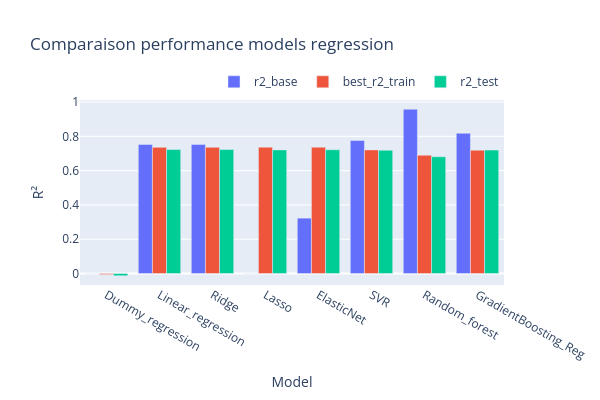 Comparaison performance models regression
r2_base
best_r2_train
r2_test
1
0.8
0.6
0.4
0.2
0
R²
Dummy_regression
Linear_regression
Ridge
Lasso
ElasticNet
SVR
Random_forest
GradientBoosting_Reg
Model